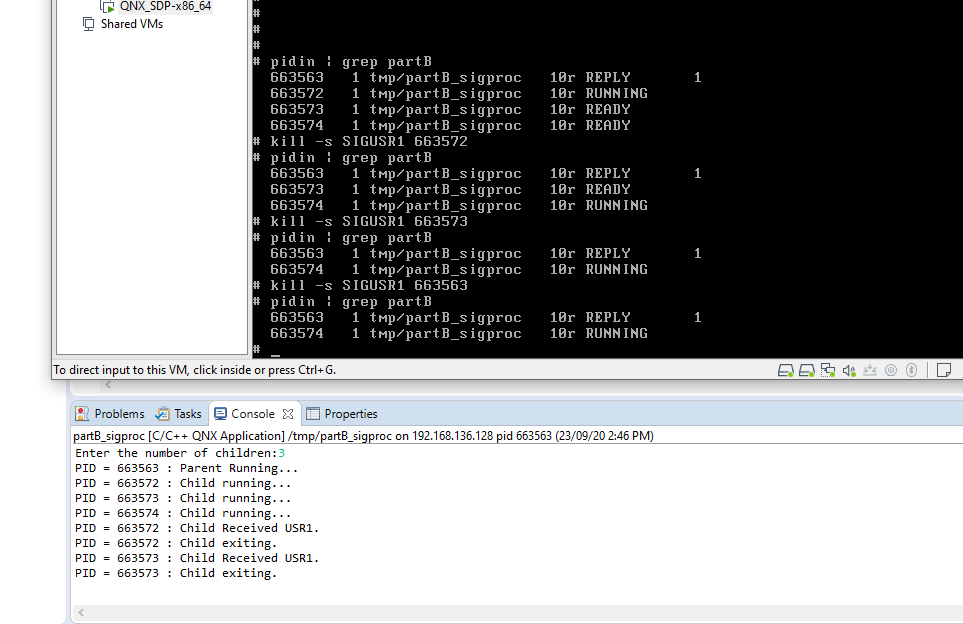 QNX_SDP-x86_64
Shared VMs
#
#
#
#
# pidin ¦ grep partB
663563 1 tmp/partB_sigproc 10r REPLY 1
663572 1 tmp/partB_sigproc 10r RUNNING
663573 1 tmp/partB_sigproc 10r READY
663574 1 tmp/partB_sigproc 10r READY
# kill -s SIGUSR1 663572
# pidin ¦ grep partB
663563 1 tmp/partB_sigproc 10r REPLY 1
663573 1 tmp/partB_sigproc 10r READY
663574 1 tmp/partB_sigproc 10r RUNNING
# kill -s SIGUSR1 663573
# pidin ¦ grep partB
663563 1 tmp/partB_sigproc 10r REPLY 1
663574 1 tmp/partB_sigproc 10r RUNNING
# kill -s SIGUSR1 663563
# pidin ¦ grep partB
663563 1 tmp/partB_sigproc 10r REPLY 1
663574 1 tmp/partB_sigproc 10r RUNNING
# _
To direct input to this VM, click inside or press Ctrl+G.
Problems Tasks Console Properties
partB_sigproc [C/C++ QNX Application] /tmp/partB_sigproc on 192.168.136.128 pid 663563 (23/09/20 2:46 PM)
Enter the number of children:3
PID = 663563 : Parent Running...
PID = 663572 : Child running...
PID = 663573 : Child running...
PID = 663574 : Child running...
PID = 663572 : Child Received USR1.
PID = 663572 : Child exiting.
PID = 663573 : Child Received USR1.
PID = 663573 : Child exiting.